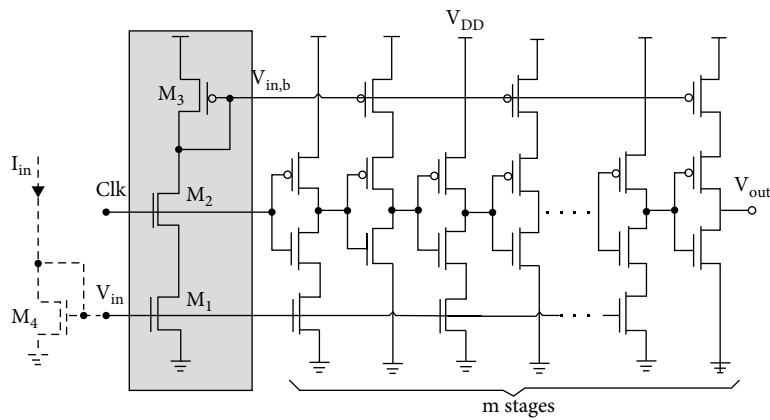 V_DD
M_3
V_in,b
I_in
Clk
M_2
V_out
V_in
M_1
M_4
m stages